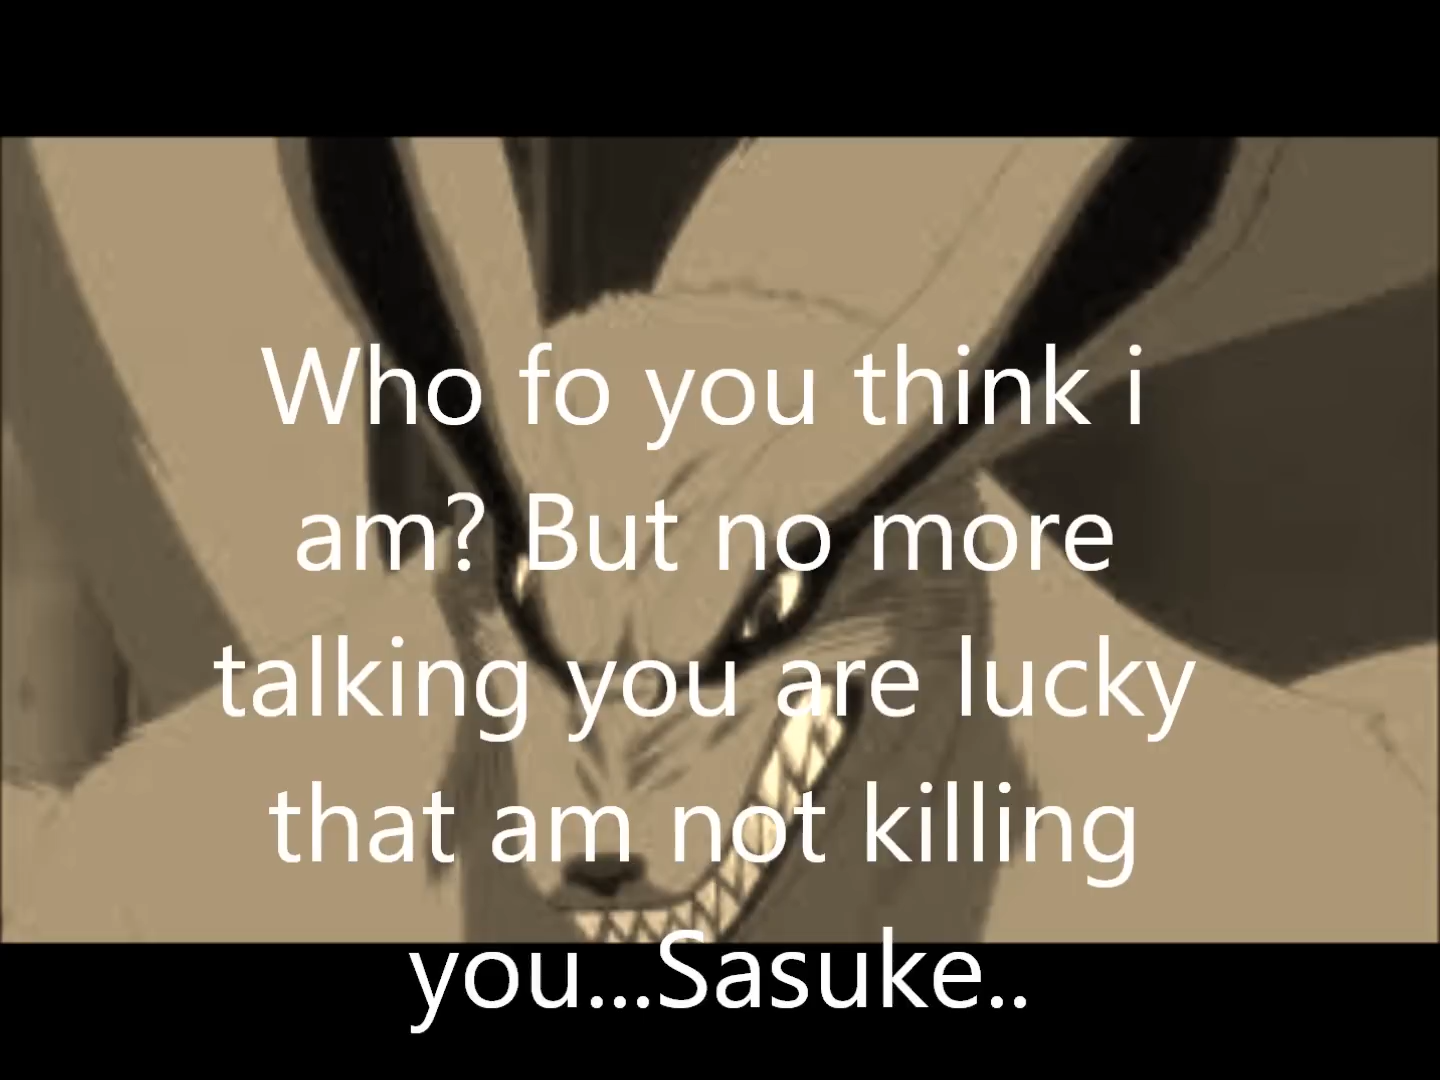 Who fo you think i
am? But no more
talking you are lucky
that am not killing
you...Sasuke..